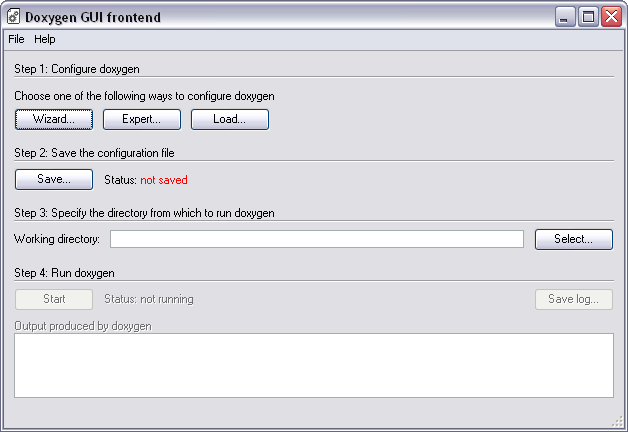 Doxygen GUI frontend
File Help
Step 1: Configure doxygen
Choose one of the following ways to configure doxygen
Wizard... Expert... Load...
Step 2: Save the configuration file
Save... Status: not saved
Step 3: Specify the directory from which to run doxygen
Working directory: Select...
Step 4: Run doxygen
Start Status: not running Save log...
Output produced by doxygen